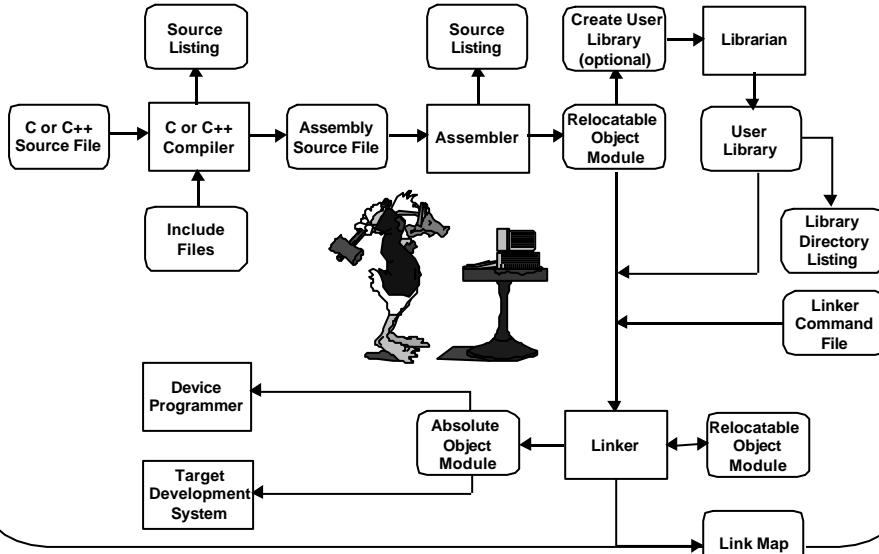 Source
Listing
Source
Listing
Create User
Library
(optional)
Librarian
C or C++
Source File
C or C++
Compiler
Assembly
Source File
Assembler
Relocatable
Object
Module
User
Library
Include
Files
Library
Directory
Listing
Linker
Command
File
Device
Programmer
Absolute
Object
Module
Linker
Relocatable
Object
Module
Target
Development
System
Link Map